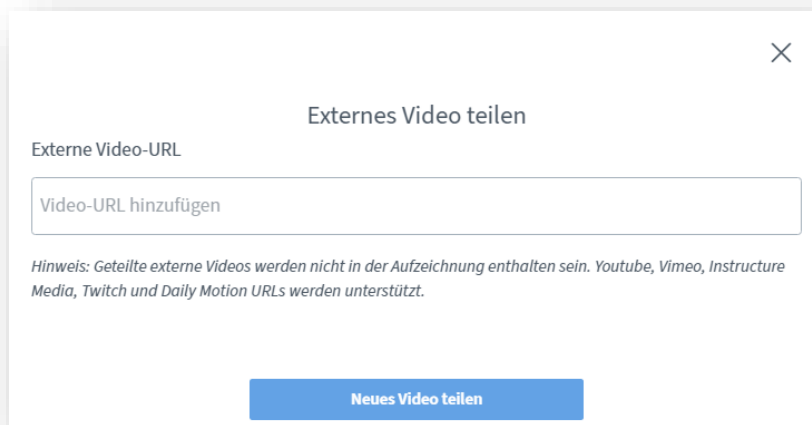 Externes Video teilen
Externe Video-URL
Video-URL hinzufügen
Hinweis: Geteilte externe Videos werden nicht in der Aufzeichnung enthalten sein. Youtube, Vimeo, Instructure
Media, Twitch und Daily Motion URLs werden unterstützt.
Neues Video teilen